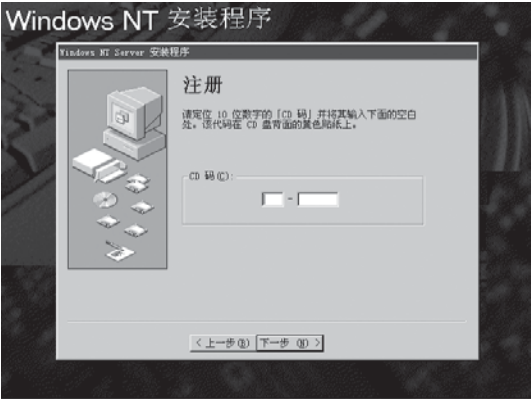 Windows NT 安装程序
Windows NT Server 安装程序
注册
请定位 10 位数字的「CD 码」并将其输入下面的空白
处。该代码在 CD 盘背面的黄色贴纸上。
CD 码(C):
-
< 上一步(B) 下一步 (N) >